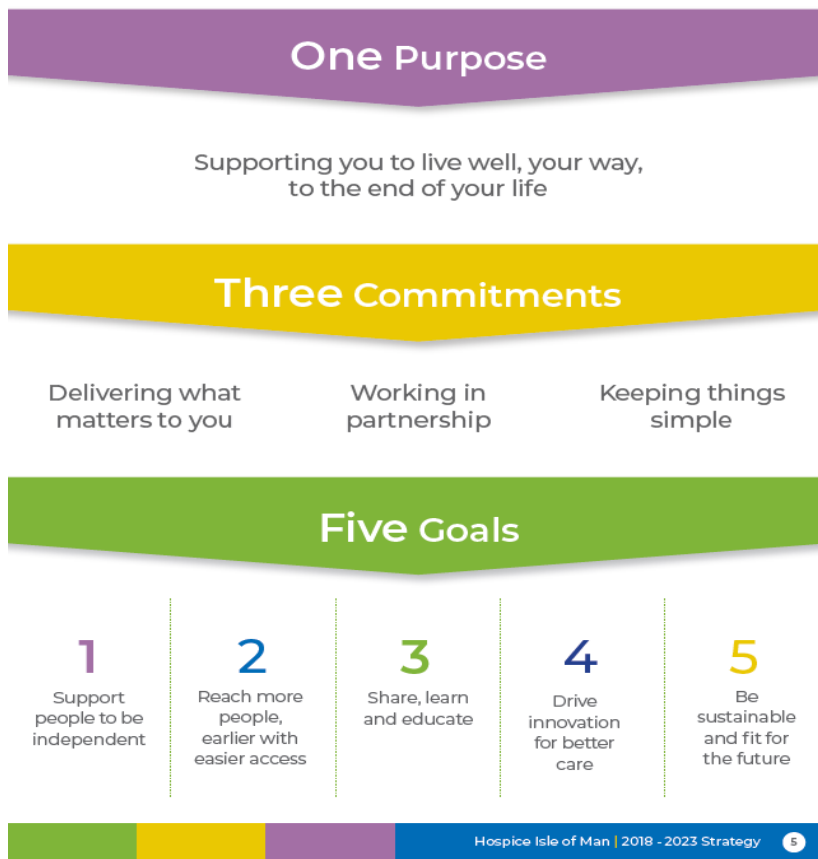 One Purpose
Supporting you to live well, your way,
to the end of your life
Three Commitments
Delivering what
matters to you
Working in
partnership
Keeping things
simple
Five Goals
1
Support
people to be
independent
2
Reach more
people,
earlier with
easier access
3
Share, learn
and educate
4
Drive
innovation
for better
care
5
Be
sustainable
and fit for
the future
Hospice Isle of Man | 2018 - 2023 Strategy 5